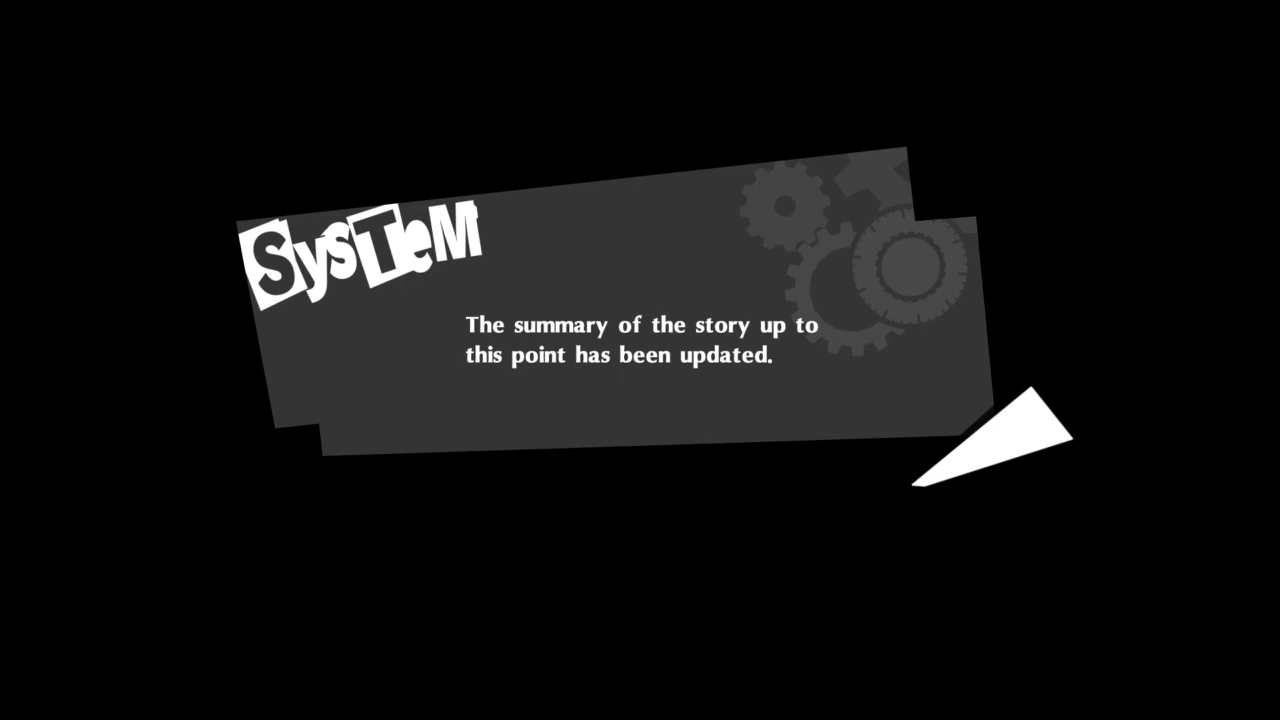 SysTeM
The summary of the story up to
this point has been updated.